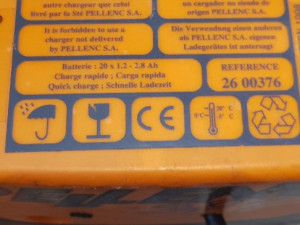 autre chargeur que celui
livré par la Sté PELLENC S.A.
un cargador no siendo de
origen PELLENC S.A.
It is forbidden to use a
charger not delivered
by PELLENC S.A.
Die Verwendung eines anderen
als PELLENC S.A. eigenen
Ladegerätes ist untersagt
Batterie : 20 x 1.2 - 2.8 Ah
Charge rapide ; Carga rapida
Quick charge ; Schnelle Ladezeit
REFERENCE
26 00376
CE